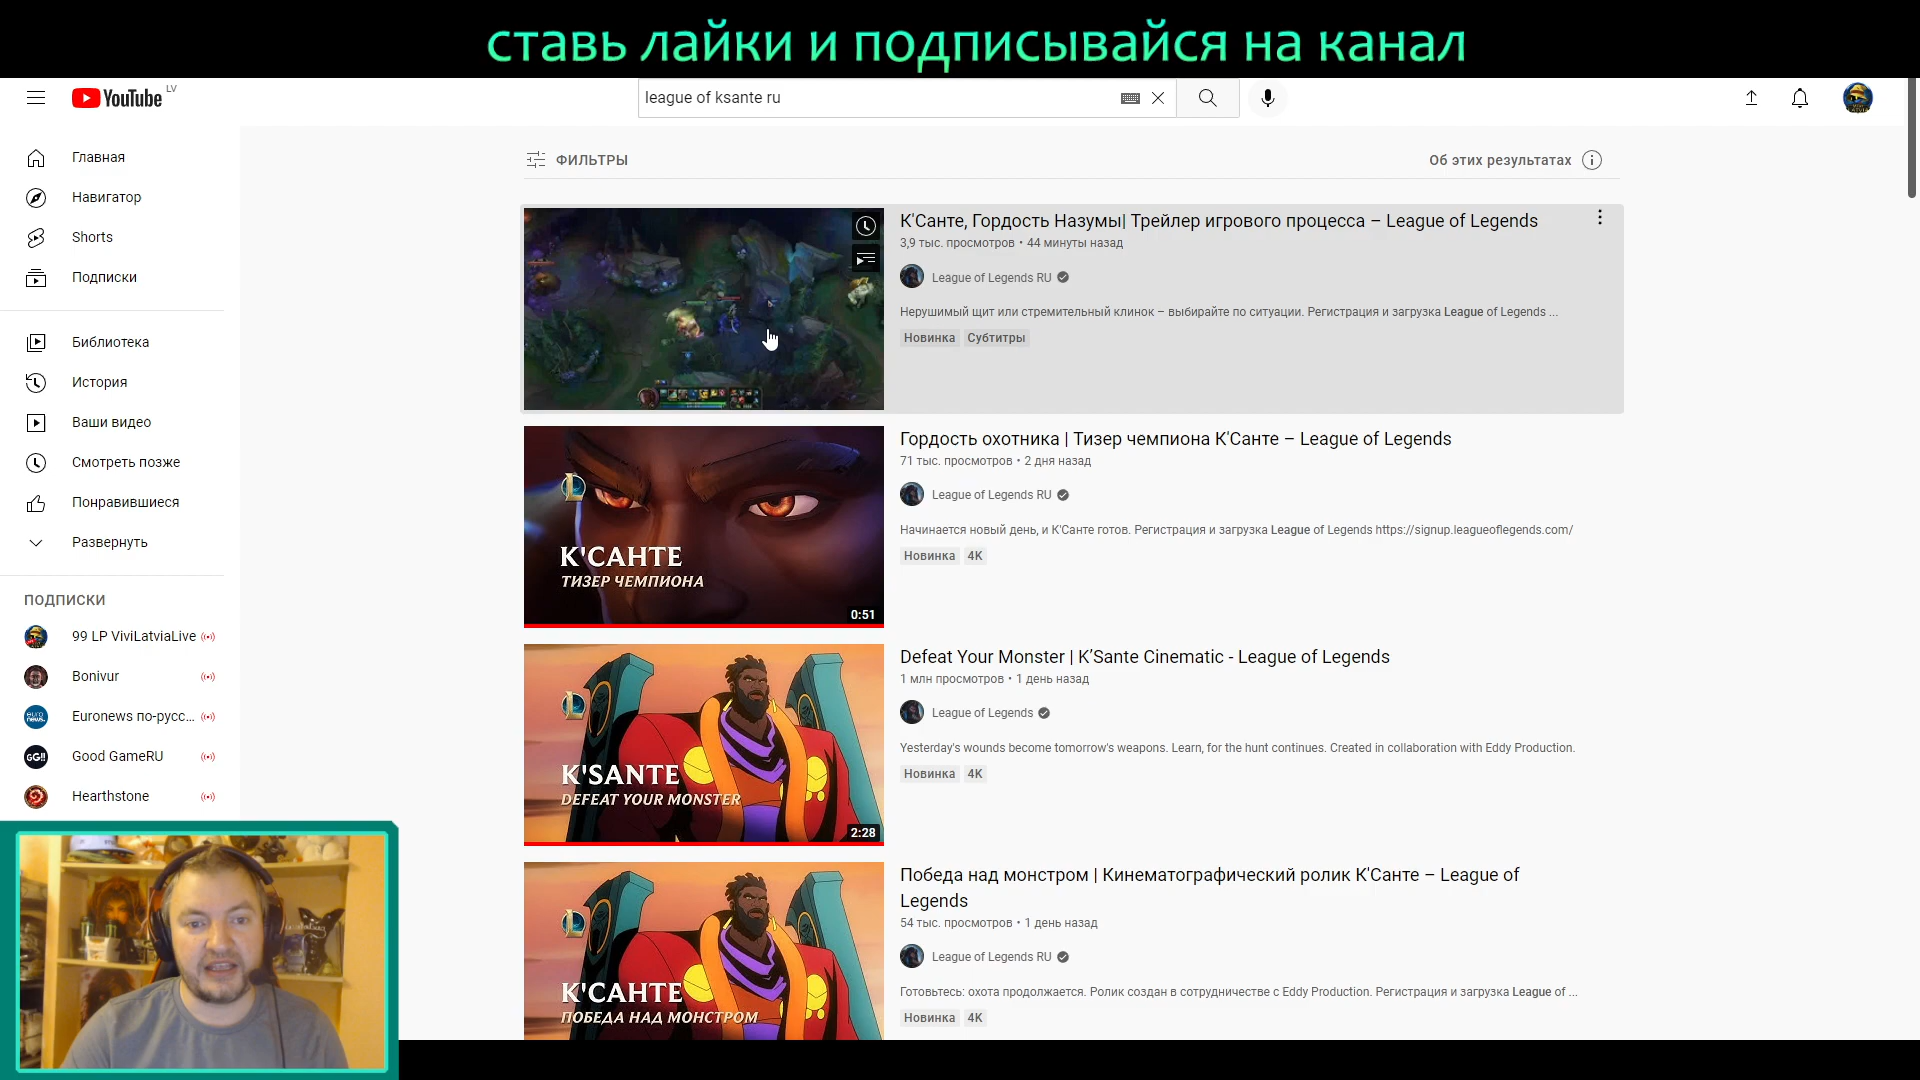 ставь лайки и подписывайся на канал
YouTube
LV
league of ksante ru
Главная
Навигатор
Shorts
Подписки
Библиотека
История
Ваши видео
Смотреть позже
Понравившиеся
Развернуть
ПОДПИСКИ
99 LP ViviLatviaLive
Bonivur
Euronews по-русс...
Good GameRU
Hearthstone
ФИЛЬТРЫ
Об этих результатах
К'Санте, Гордость Назумы| Трейлер игрового процесса – League of Legends
3,9 тыс. просмотров • 44 минуты назад
League of Legends RU
Нерушимый щит или стремительный клинок – выбирайте по ситуации. Регистрация и загрузка League of Legends ...
Новинка
Субтитры
К'САНТЕ
ТИЗЕР ЧЕМПИОНА
0:51
Гордость охотника | Тизер чемпиона К'Санте – League of Legends
71 тыс. просмотров • 2 дня назад
League of Legends RU
Начинается новый день, и К'Санте готов. Регистрация и загрузка League of Legends https://signup.leagueoflegends.com/
Новинка
4K
K'SANTE
DEFEAT YOUR MONSTER
2:28
Defeat Your Monster | K’Sante Cinematic - League of Legends
1 млн просмотров • 1 день назад
League of Legends
Yesterday's wounds become tomorrow's weapons. Learn, for the hunt continues. Created in collaboration with Eddy Production.
Новинка
4K
К'САНТЕ
ПОБЕДА НАД МОНСТРОМ
Победа над монстром | Кинематографический ролик К'Санте – League of
Legends
54 тыс. просмотров • 1 день назад
League of Legends RU
Готовьтесь: охота продолжается. Ролик создан в сотрудничестве с Eddy Production. Регистрация и загрузка League of ...
Новинка
4K